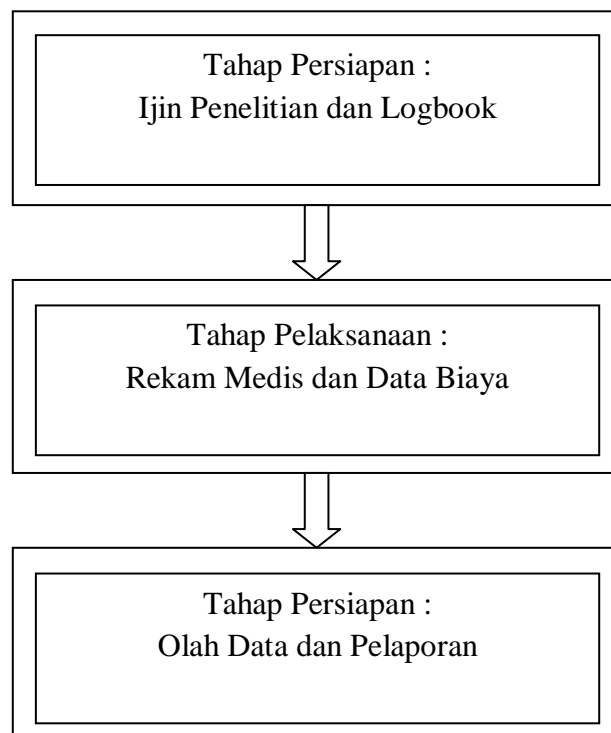 Tahap Persiapan :
Ijin Penelitian dan Logbook
Tahap Pelaksanaan :
Rekam Medis dan Data Biaya
Tahap Persiapan :
Olah Data dan Pelaporan